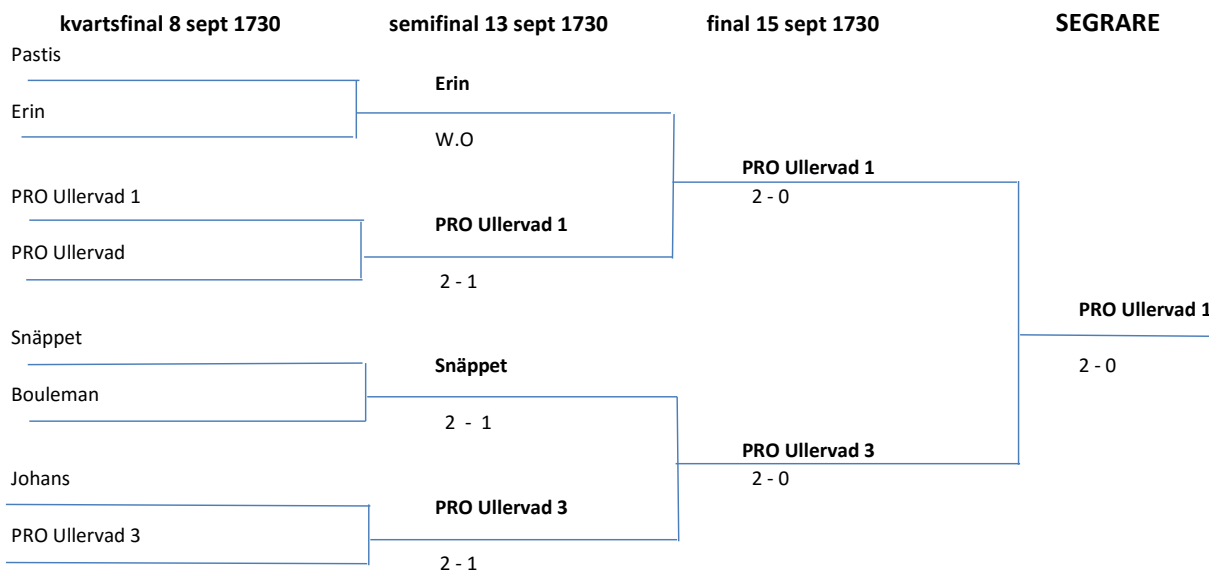 kvartsfinal 8 sept 1730 semifinal 13 sept 1730 final 15 sept 1730 SEGRARE
Pastis
Erin
Erin
W.O
PRO Ullervad 1
2 - 0
PRO Ullervad 1
PRO Ullervad 1
PRO Ullervad
2 - 1
PRO Ullervad 1
2 - 0
Snäppet
Snäppet
Bouleman
2 - 1
PRO Ullervad 3
2 - 0
Johans
PRO Ullervad 3
PRO Ullervad 3
2 - 1